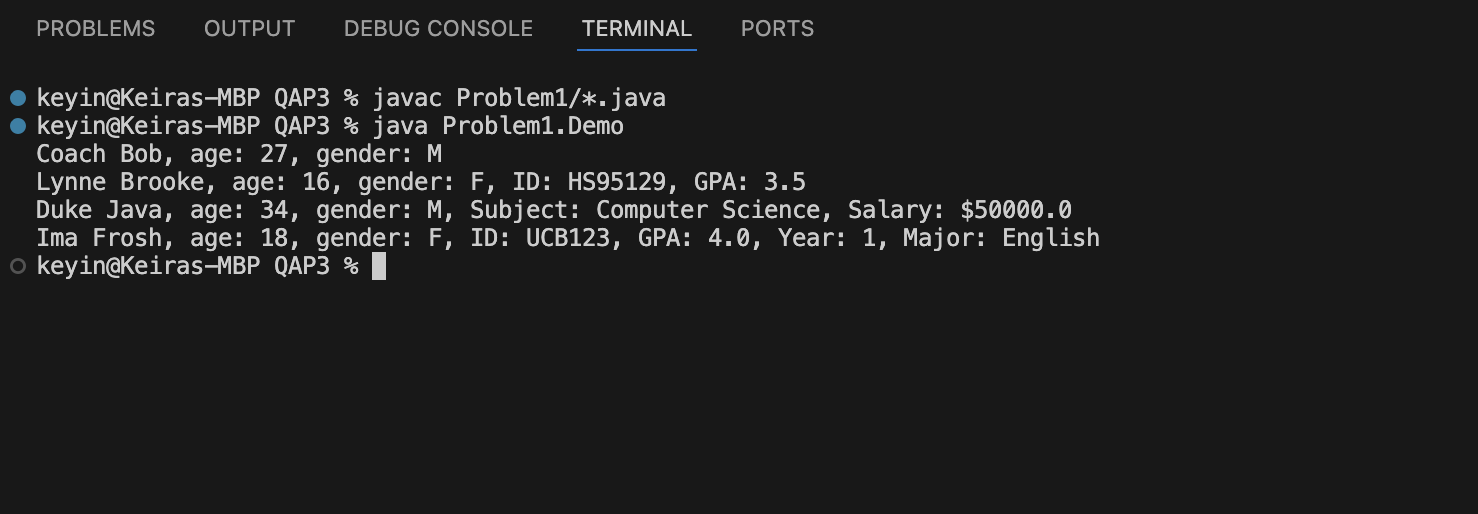 PROBLEMS OUTPUT DEBUG CONSOLE TERMINAL PORTS
keyin@Keiras-MBP QAP3 % javac Problem1/*.java
keyin@Keiras-MBP QAP3 % java Problem1.Demo
Coach Bob, age: 27, gender: M
Lynne Brooke, age: 16, gender: F, ID: HS95129, GPA: 3.5
Duke Java, age: 34, gender: M, Subject: Computer Science, Salary: $50000.0
Ima Frosh, age: 18, gender: F, ID: UCB123, GPA: 4.0, Year: 1, Major: English
keyin@Keiras-MBP QAP3 %